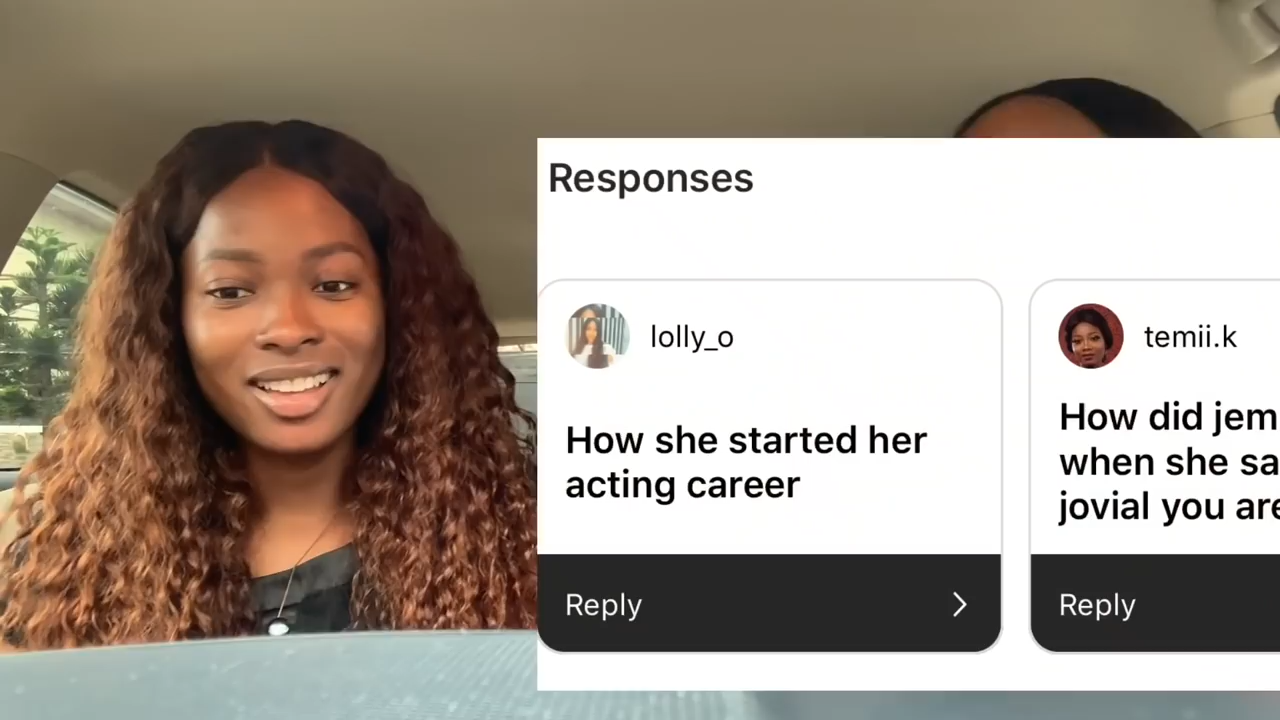 Responses
lolly_o
How she started her
acting career
Reply
temii.k
How did jem
when she sa
jovial you are
Reply